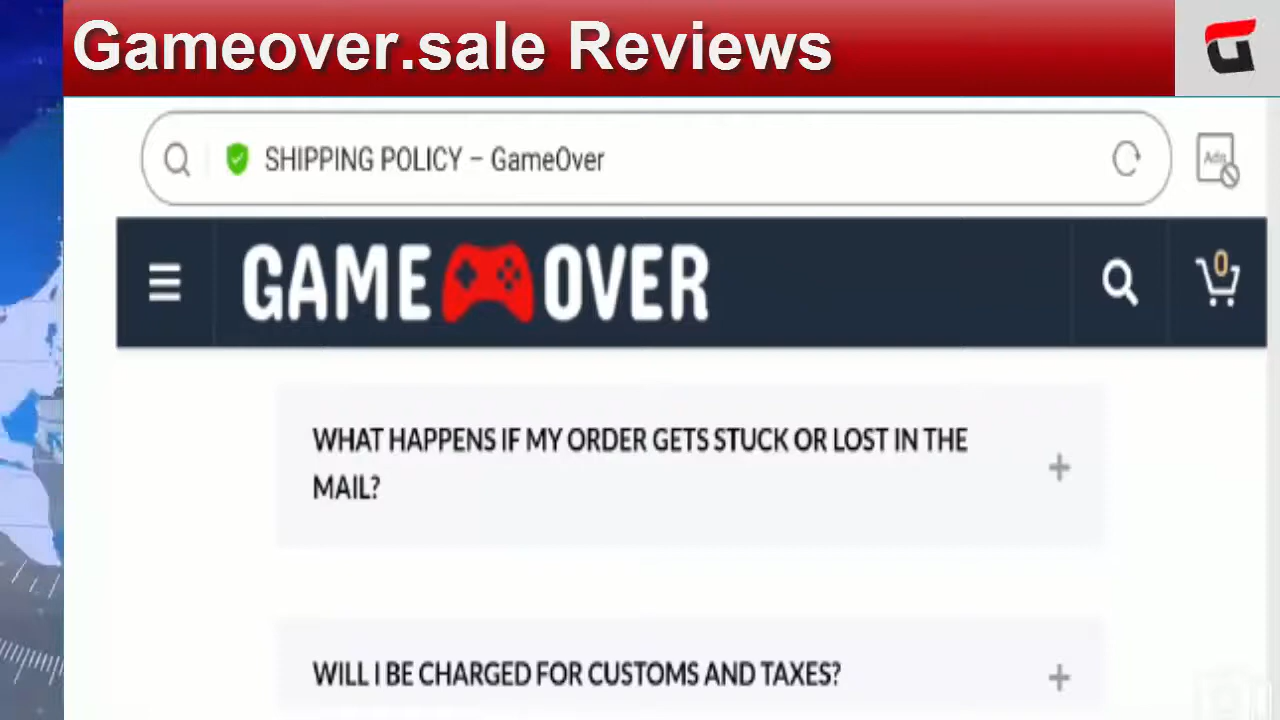 Gameover.sale Reviews
SHIPPING POLICY – GameOver
Ads
GAME OVER
0
WHAT HAPPENS IF MY ORDER GETS STUCK OR LOST IN THE
MAIL?
WILL I BE CHARGED FOR CUSTOMS AND TAXES?